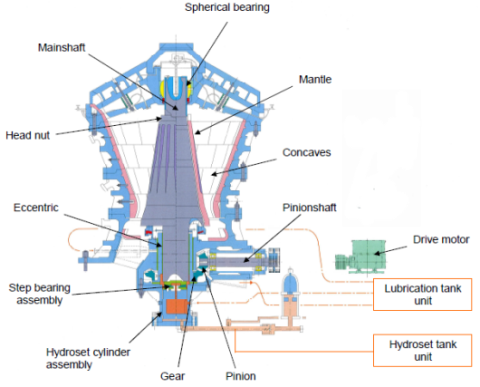 Spherical bearing
Mainshaft
Mantle
Head nut
Concaves
Eccentric
Pinionshaft
Drive motor
Step bearing
assembly
Lubrication tank
unit
Hydroset cylinder
assembly
Gear
Pinion
Hydroset tank
unit